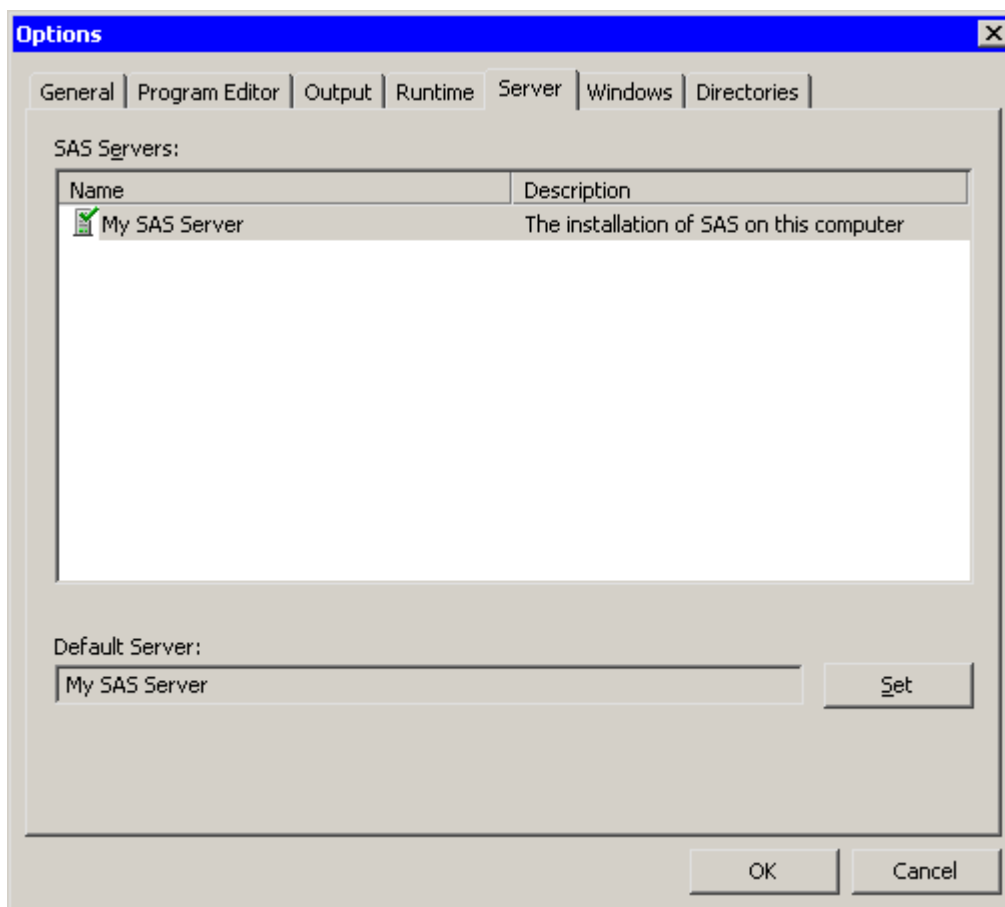 Options
General Program Editor Output Runtime Server Windows Directories
SAS Servers:
Name Description
My SAS Server The installation of SAS on this computer
Default Server:
My SAS Server Set
OK Cancel